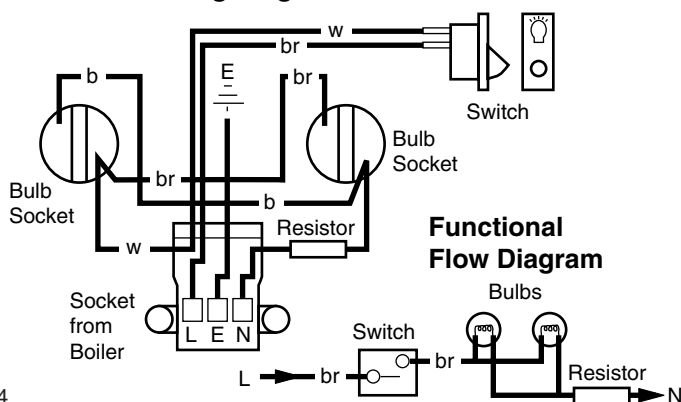 w
br
E
b
br
Switch
Bulb
Socket
br
Bulb
Socket
b
w
Resistor
Functional
Flow Diagram
Bulbs
Socket
from
Boiler
L E N
Switch
br
L
br
Resistor
N
4